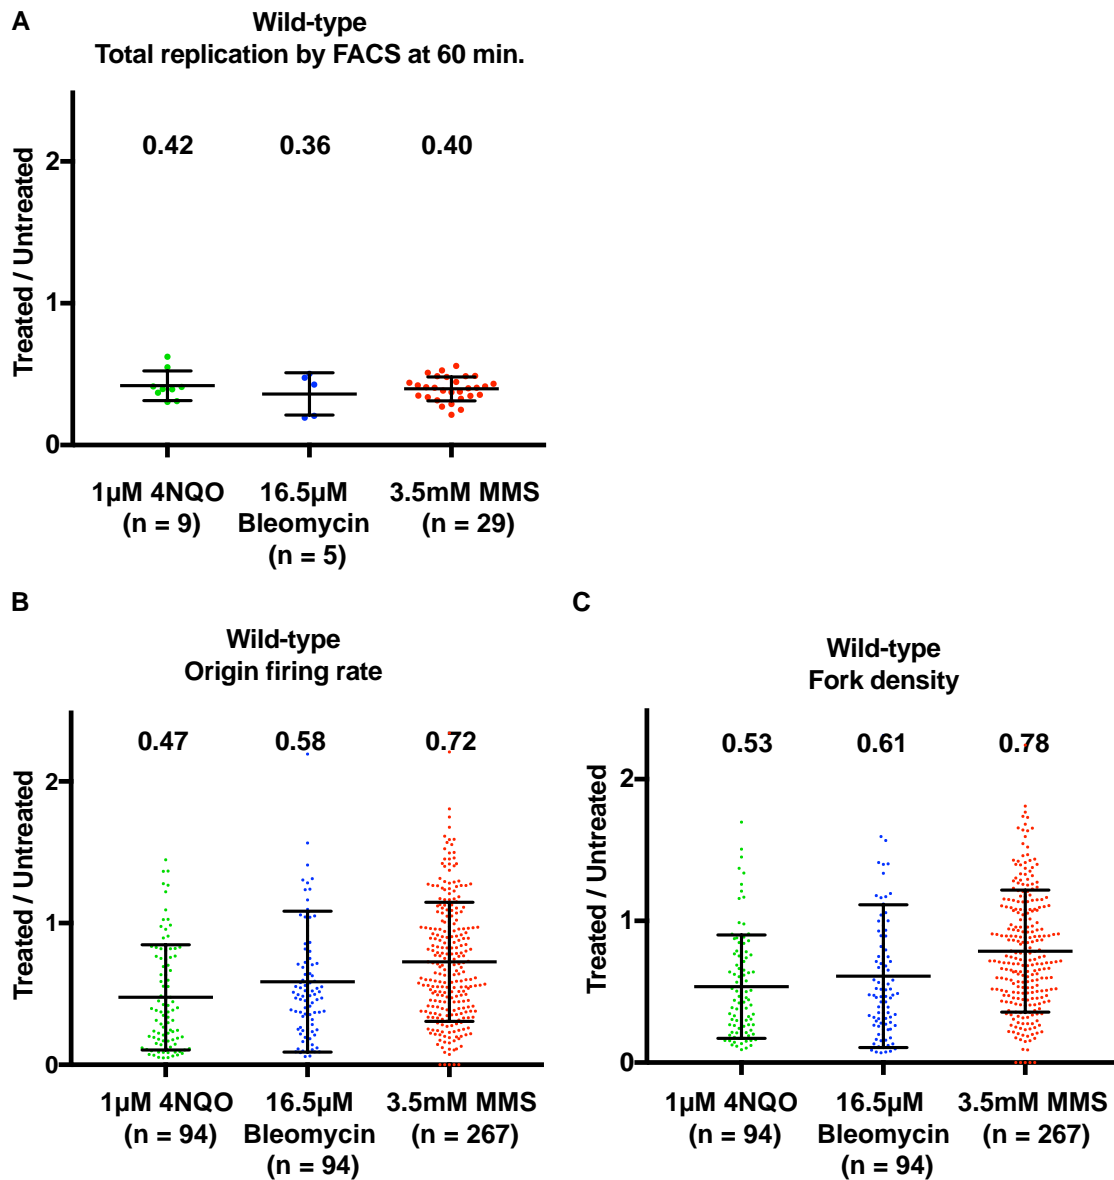 A
Wild-type
Total replication by FACS at 60 min.
Treated / Untreated
2
1
0
0.42 0.36 0.40
1µM 4NQO 16.5µM 3.5mM MMS
(n = 9) Bleomycin (n = 29)
(n = 5)
B
Wild-type
Origin firing rate
Treated / Untreated
2
1
0
0.47 0.58 0.72
1µM 4NQO 16.5µM 3.5mM MMS
(n = 94) Bleomycin (n = 267)
(n = 94)
C
Wild-type
Fork density
Treated / Untreated
2
1
0
0.53 0.61 0.78
1µM 4NQO 16.5µM 3.5mM MMS
(n = 94) Bleomycin (n = 267)
(n = 94)